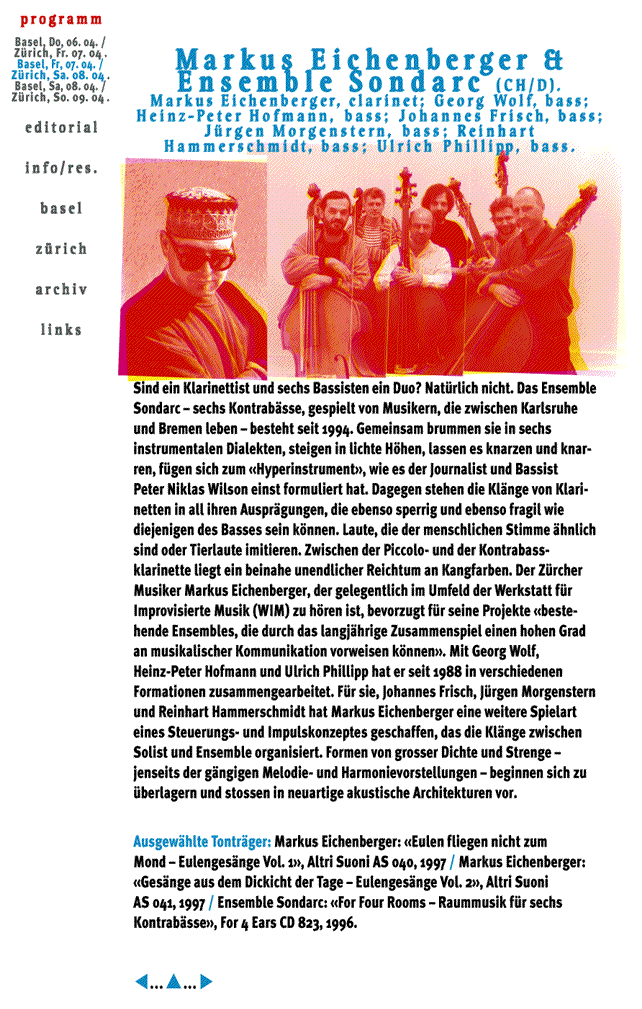 programm
Basel, Do, 06. 04. /
Zürich, Fr. 07. 04 .
Basel, Fr, 07. 04. /
Zürich, Sa. 08. 04 .
Basel, Sa, 08. 04. /
Zürich, So. 09. 04 .
editorial
info/res.
basel
zürich
archiv
links
Markus Eichenberger &
Ensemble Sondarc (CH/D).
Markus Eichenberger, clarinet; Georg Wolf, bass;
Heinz-Peter Hofmann, bass; Johannes Frisch, bass;
Jürgen Morgenstern, bass; Reinhart
Hammerschmidt, bass; Ulrich Phillipp, bass.
Sind ein Klarinettist und sechs Bassisten ein Duo? Natürlich nicht. Das Ensemble
Sondarc – sechs Kontrabässe, gespielt von Musikern, die zwischen Karlsruhe
und Bremen leben – besteht seit 1994. Gemeinsam brummen sie in sechs
instrumentalen Dialekten, steigen in lichte Höhen, lassen es knarzen und knar-
ren, fügen sich zum «Hyperinstrument», wie es der Journalist und Bassist
Peter Niklas Wilson einst formuliert hat. Dagegen stehen die Klänge von Klari-
netten in all ihren Ausprägungen, die ebenso sperrig und ebenso fragil wie
diejenigen des Basses sein können. Laute, die der menschlichen Stimme ähnlich
sind oder Tierlaute imitieren. Zwischen der Piccolo- und der Kontrabass-
klarinette liegt ein beinahe unendlicher Reichtum an Kangfarben. Der Zürcher
Musiker Markus Eichenberger, der gelegentlich im Umfeld der Werkstatt für
Improvisierte Musik (WIM) zu hören ist, bevorzugt für seine Projekte «beste-
hende Ensembles, die durch das langjährige Zusammenspiel einen hohen Grad
an musikalischer Kommunikation vorweisen können». Mit Georg Wolf,
Heinz-Peter Hofmann und Ulrich Phillipp hat er seit 1988 in verschiedenen
Formationen zusammengearbeitet. Für sie, Johannes Frisch, Jürgen Morgenstern
und Reinhart Hammerschmidt hat Markus Eichenberger eine weitere Spielart
eines Steuerungs- und Impulskonzeptes geschaffen, das die Klänge zwischen
Solist und Ensemble organisiert. Formen von grosser Dichte und Strenge –
jenseits der gängigen Melodie- und Harmonievorstellungen – beginnen sich zu
überlagern und stossen in neuartige akustische Architekturen vor.
Ausgewählte Tonträger: Markus Eichenberger: «Eulen fliegen nicht zum
Mond – Eulengesänge Vol. 1», Altri Suoni AS 040, 1997 / Markus Eichenberger:
«Gesänge aus dem Dickicht der Tage – Eulengesänge Vol. 2», Altri Suoni
AS 041, 1997 / Ensemble Sondarc: «For Four Rooms – Raummusik für sechs
Kontrabässe», For 4 Ears CD 823, 1996.
◀...▲...▶